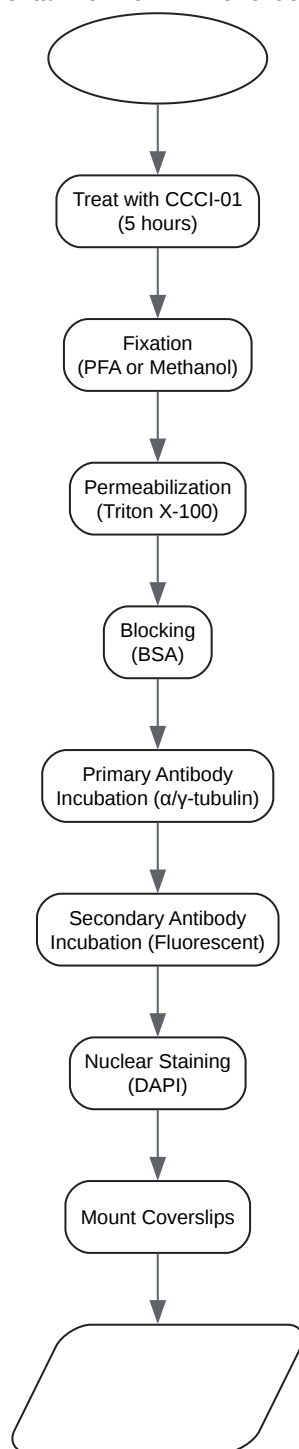 Treat with CCCI-01
(5 hours)
Fixation
(PFA or Methanol)
Permeabilization
(Triton X-100)
Blocking
(BSA)
Primary Antibody
Incubation (α/γ-tubulin)
Secondary Antibody
Incubation (Fluorescent)
Nuclear Staining
(DAPI)
Mount Coverslips